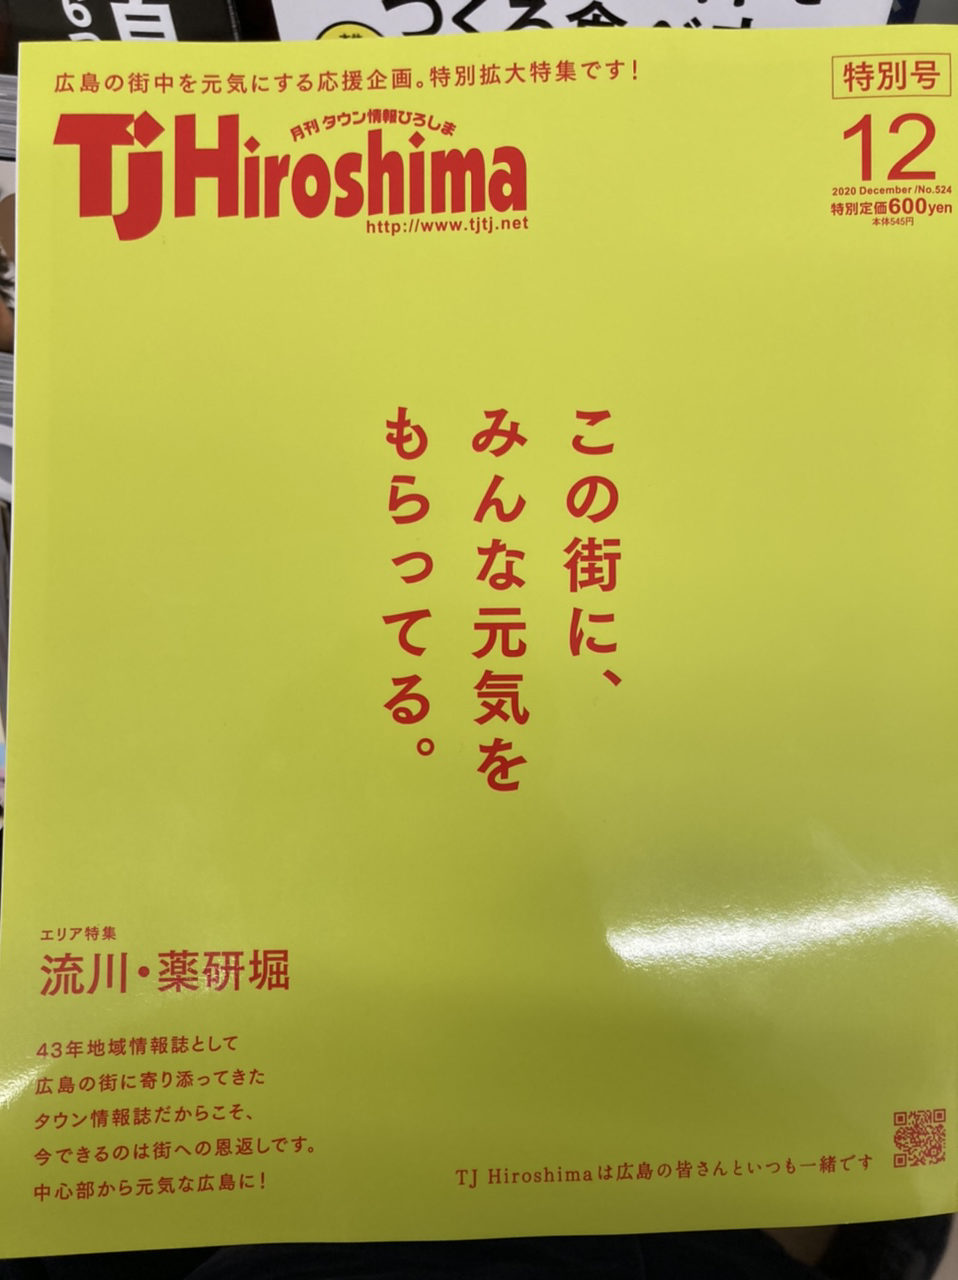 広島の街中を元気にする応援企画。特別拡大特集です！
特別号
月刊 タウン情報ひろしま
TjHiroshima
http://www.tjtj.net
12
2020 December /No.524
特別定価600yen
本体545円
この街に、
みんな元気を
もらってる。
エリア特集
流川・薬研堀
43年地域情報誌として
広島の街に寄り添ってきた
タウン情報誌だからこそ、
今できるのは街への恩返しです。
中心部から元気な広島に！
TJ Hiroshimaは広島の皆さんといつも一緒です